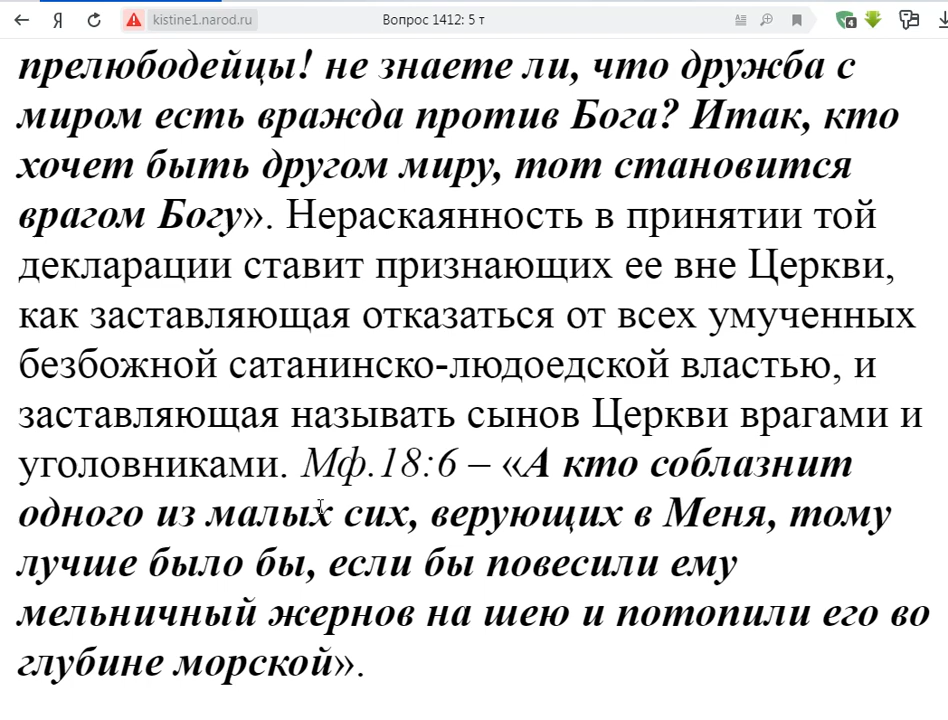 Я kistine1.narod.ru Вопрос 1412: 5 т 4
прелюбодейцы! не знаете ли, что дружба с
миром есть вражда против Бога? Итак, кто
хочет быть другом миру, тот становится
врагом Богу». Нераскаянность в принятии той
декларации ставит признающих ее вне Церкви,
как заставляющая отказаться от всех умученных
безбожной сатанинско-людоедской властью, и
заставляющая называть сынов Церкви врагами и
уголовниками. Мф.18:6 – «А кто соблазнит
одного из малых сих, верующих в Меня, тому
лучше было бы, если бы повесили ему
мельничный жернов на шею и потопили его во
глубине морской».